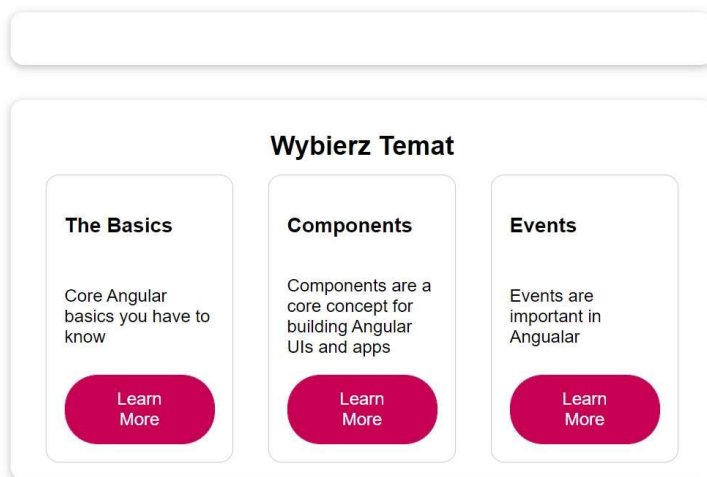 Wybierz Temat
The Basics
Core Angular
basics you have to
know
Learn
More
Components
Components are a
core concept for
building Angular
UIs and apps
Learn
More
Events
Events are
important in
Angualar
Learn
More